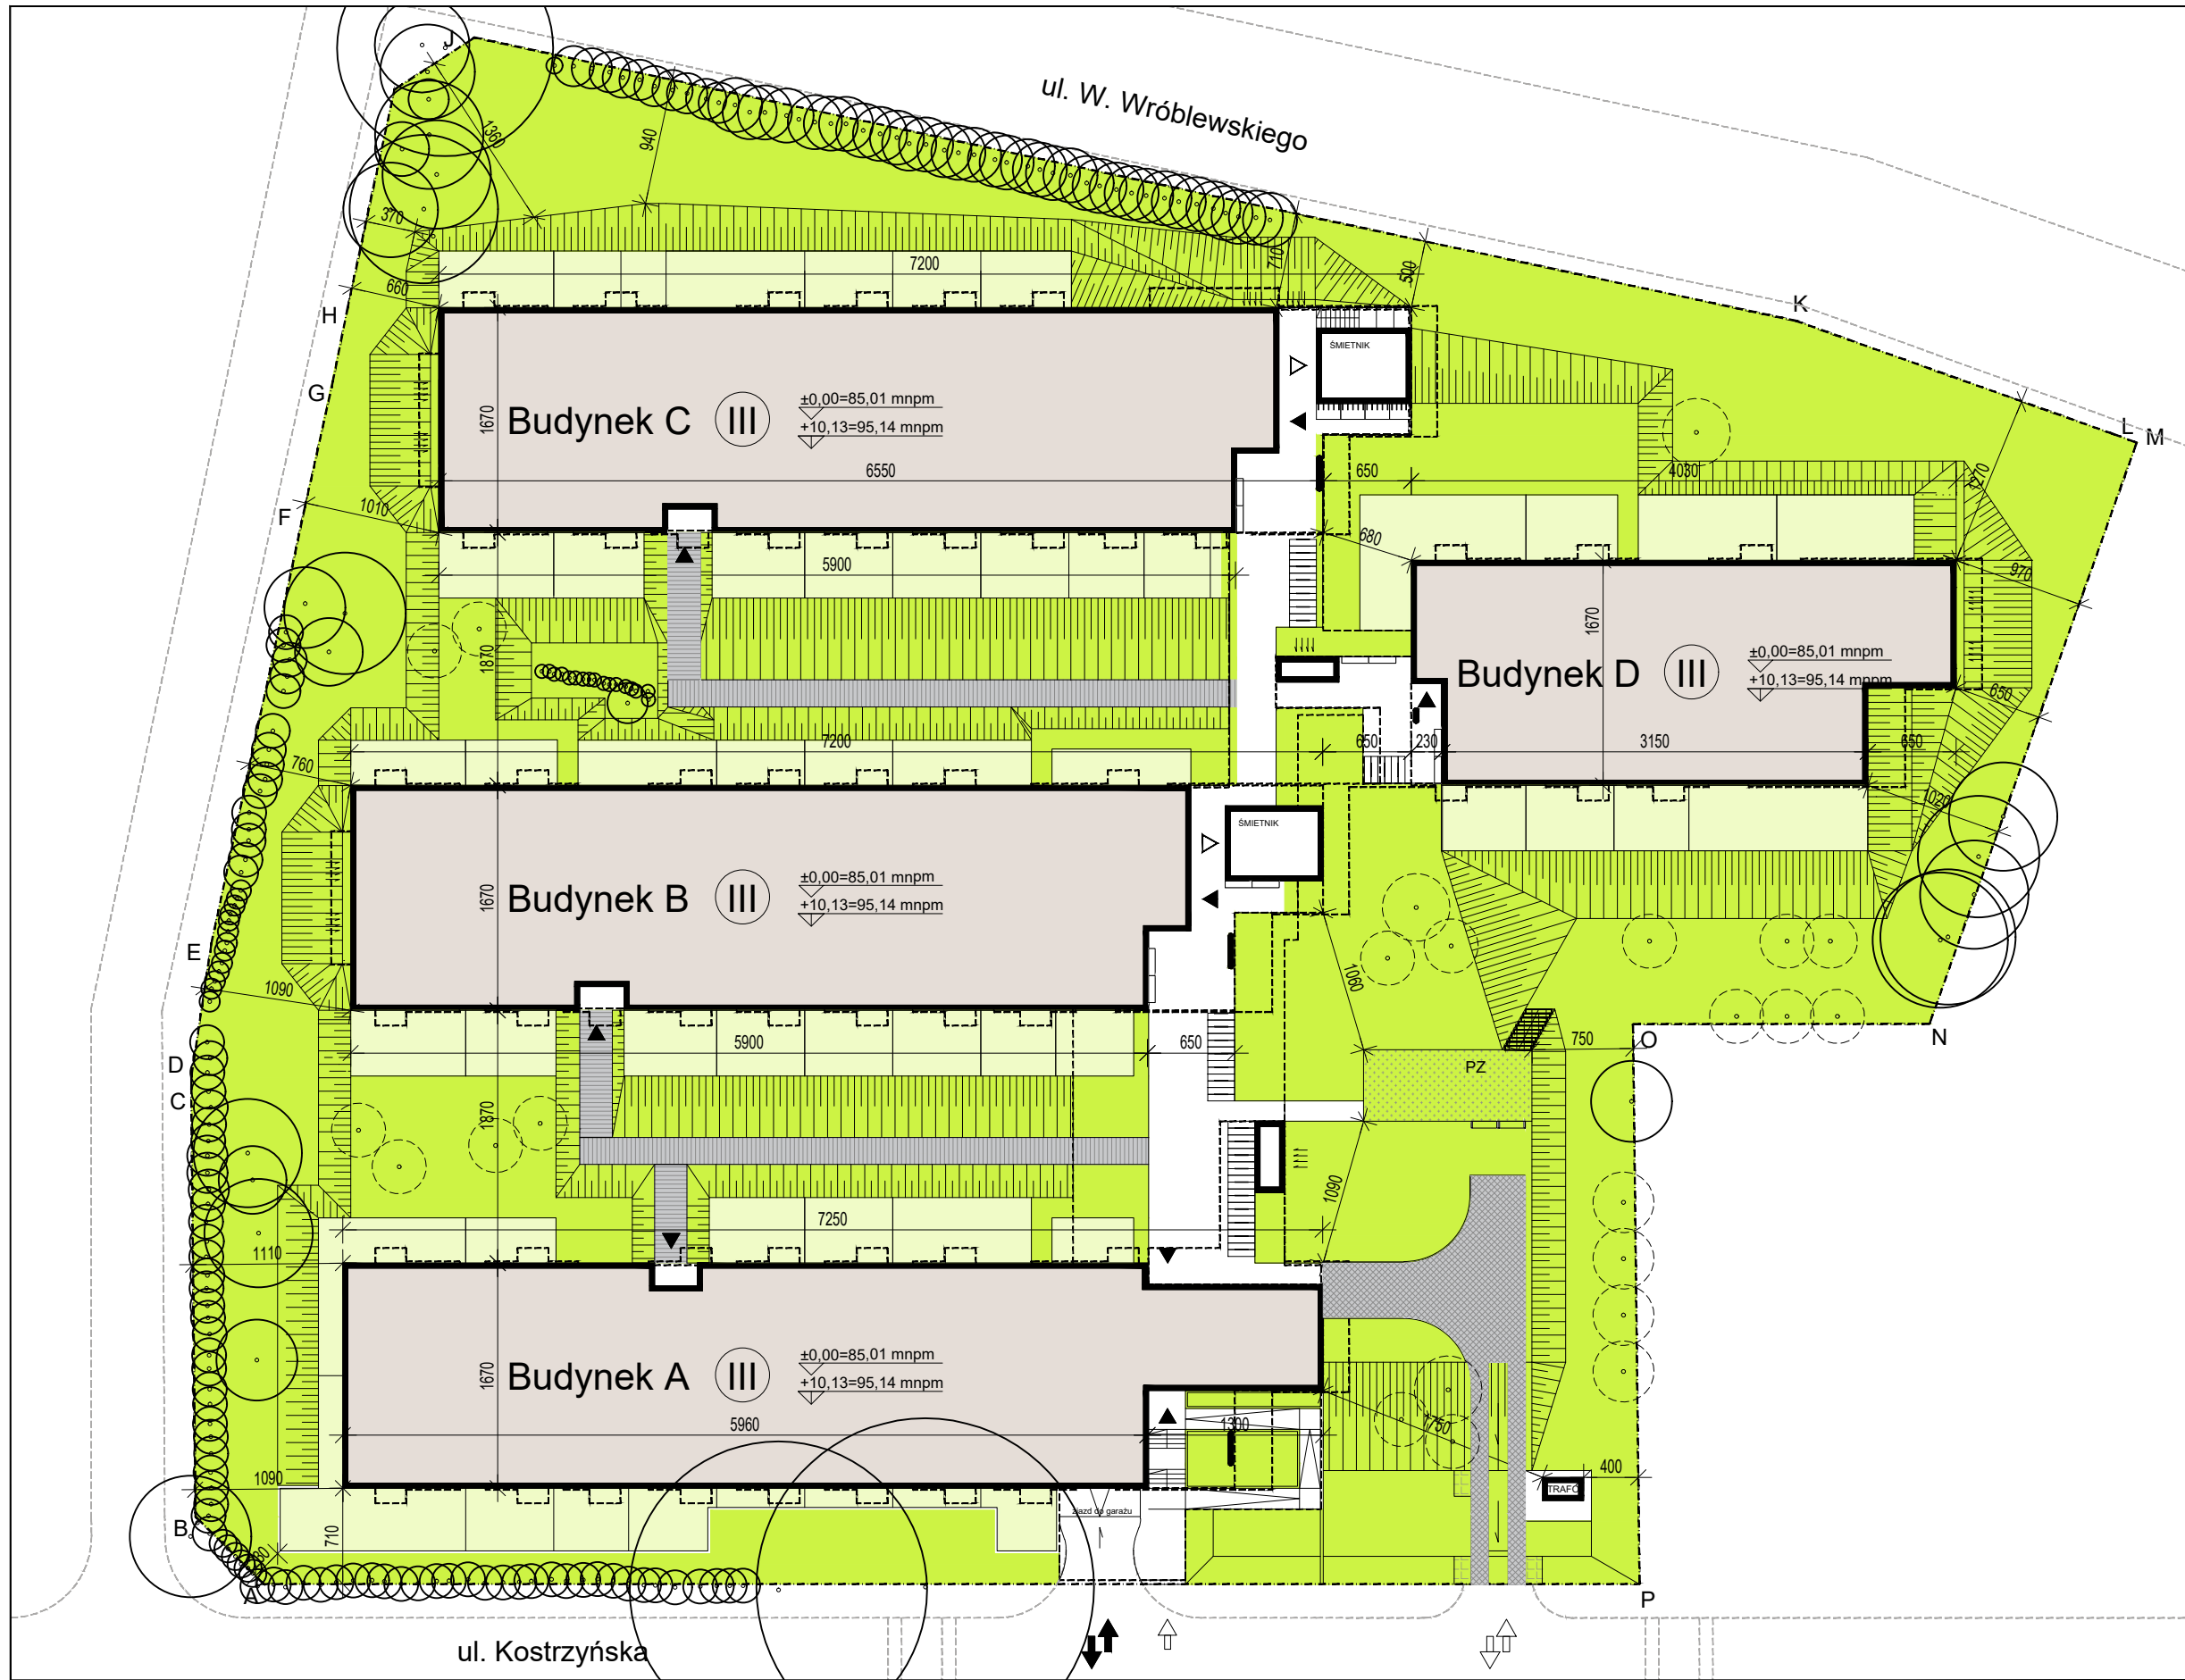 J
ul. W. Wróblewskiego
1360
940
370
7200
710
500
660
H
K
ŚMIETNIK
G
1670
Budynek C
III
±0,00=85,01 mnpm
+10,13=95,14 mnpm
L
M
6550
650
4030
1270
F
1010
680
5900
970
1670
1870
Budynek D
III
±0,00=85,01 mnpm
+10,13=95,14 mnpm
650
7200
650
230
3150
650
760
1020
ŚMIETNIK
1670
Budynek B
III
±0,00=85,01 mnpm
+10,13=95,14 mnpm
E
1060
1090
5900
650
750
O
N
D
PZ
C
1870
1090
7250
1110
1670
Budynek A
III
±0,00=85,01 mnpm
+10,13=95,14 mnpm
5960
1300
1750
1090
400
TRAFO
zjazd do garażu
B
710
A
P
ul. Kostrzyńska